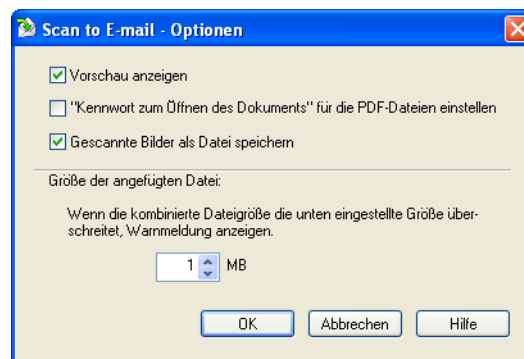 Scan to E-mail - Optionen
Vorschau anzeigen
"Kennwort zum Öffnen des Dokuments" für die PDF-Dateien einstellen
Gescannte Bilder als Datei speichern
Größe der angefügten Datei:
Wenn die kombinierte Dateigröße die unten eingestellte Größe über-
schreitet, Warnmeldung anzeigen.
1 MB
OK Abbrechen Hilfe